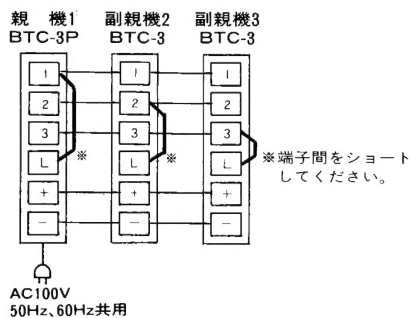 親 機1 副親機2 副親機3
BTC-3P BTC-3 BTC-3
1 1 1
2 2 2
3 3 3
L L L
※ ※ ※端子間をショート
してください。
+ + +
− − −
AC100V
50Hz、60Hz共用